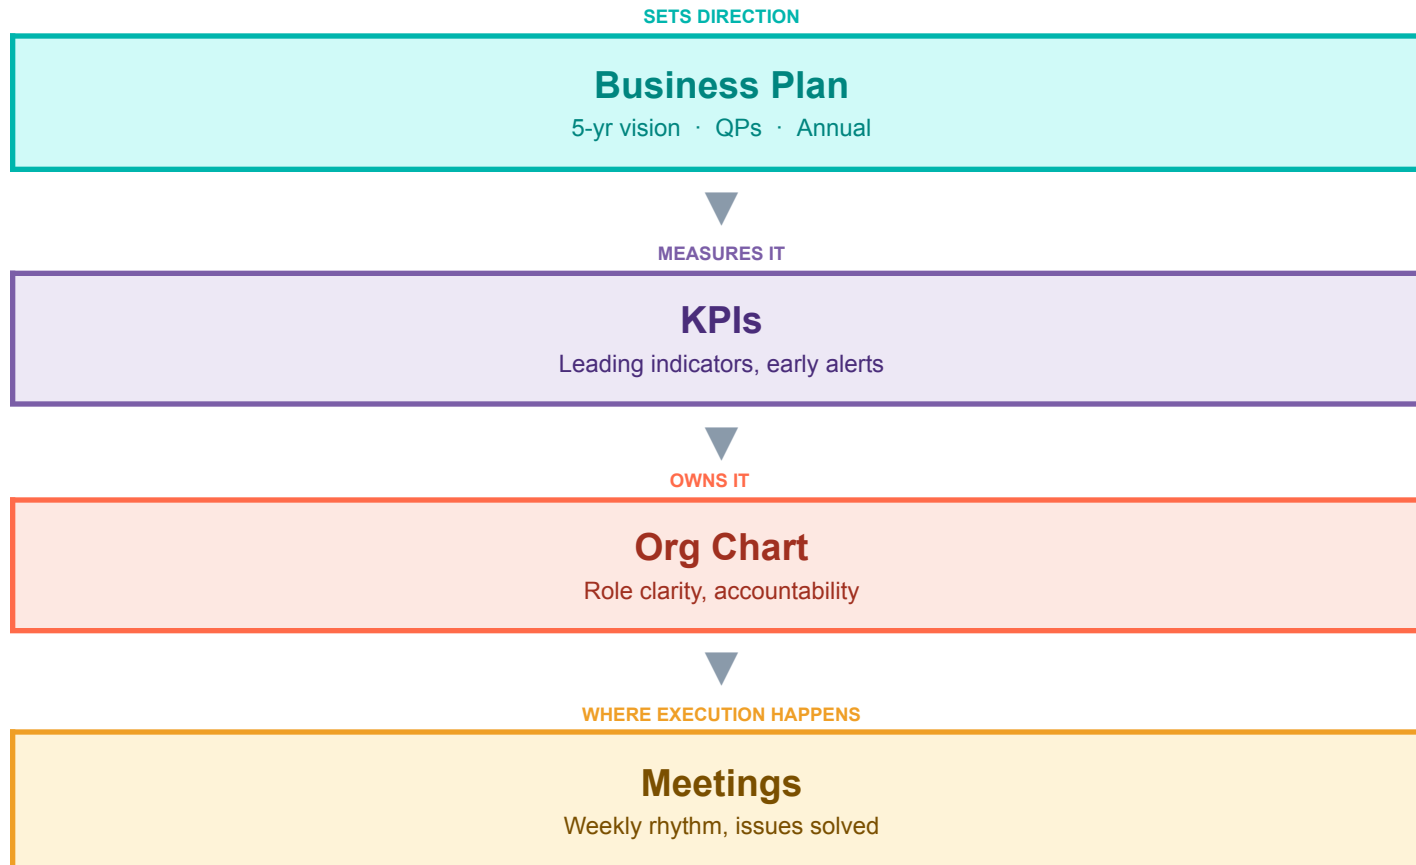 SETS DIRECTION
Business Plan
5-yr vision · QPs · Annual
MEASURES IT
KPIs
Leading indicators, early alerts
OWNS IT
Org Chart
Role clarity, accountability
WHERE EXECUTION HAPPENS
Meetings
Weekly rhythm, issues solved